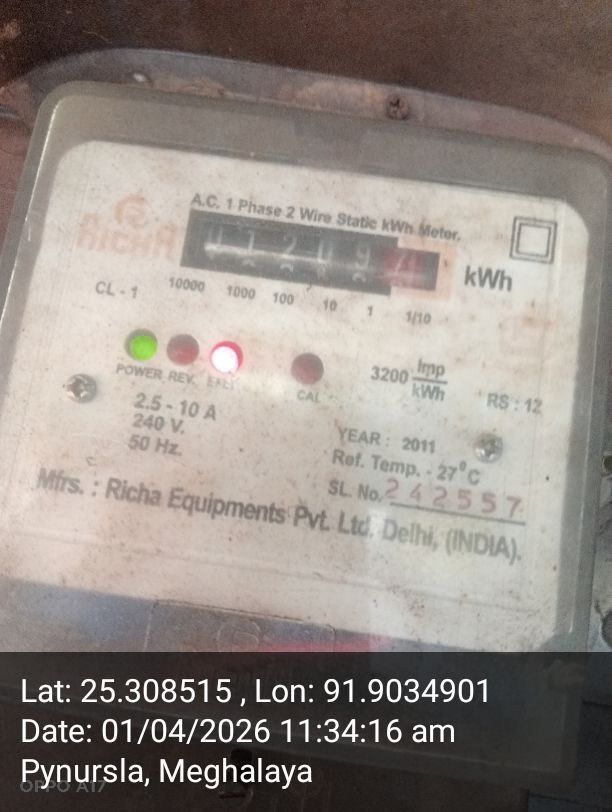 A.C. 1 Phase 2 Wire Static kWh Meter.
RICHA
kWh
CL - 1
10000 1000 100 10 1 1/10
POWER REV. E/F
CAL
3200 Imp/kWh
RS : 12
2.5 - 10 A
240 V.
50 Hz.
YEAR : 2011
Ref. Temp. - 27°C
SL. No. 242557
Mfrs. : Richa Equipments Pvt. Ltd. Delhi, (INDIA).
Lat: 25.308515 , Lon: 91.9034901
Date: 01/04/2026 11:34:16 am
Pynursla, Meghalaya
OPPO A17